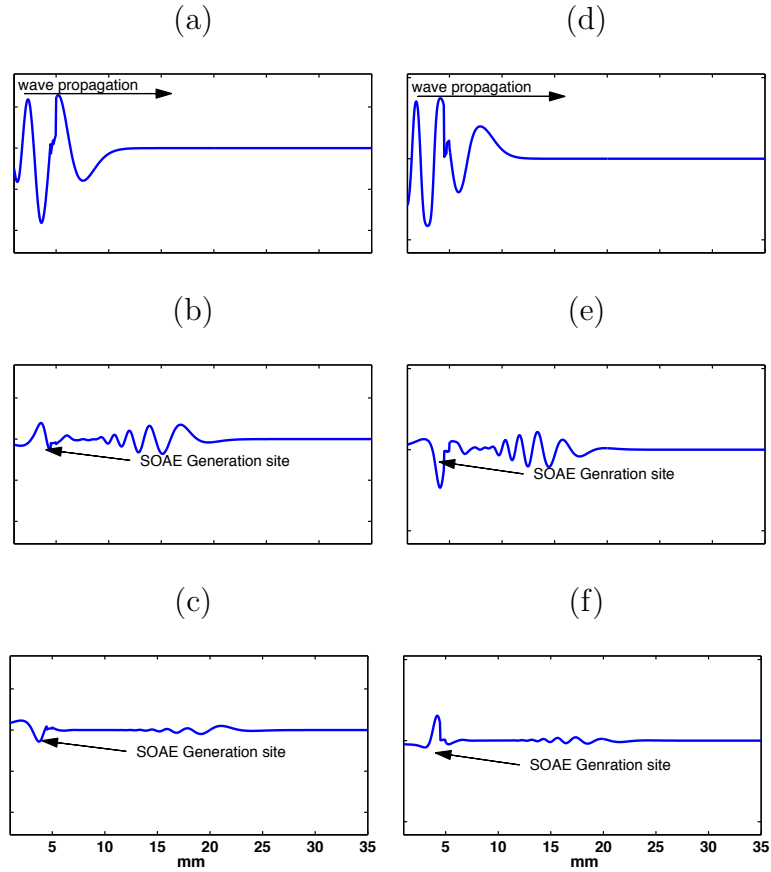 (a)
(d)
wave propagation
wave propagation
(b)
(e)
SOAE Generation site
SOAE Genration site
(c)
(f)
SOAE Generation site
SOAE Genration site
5 10 15 20 25 30 35
mm
5 10 15 20 25 30 35
mm